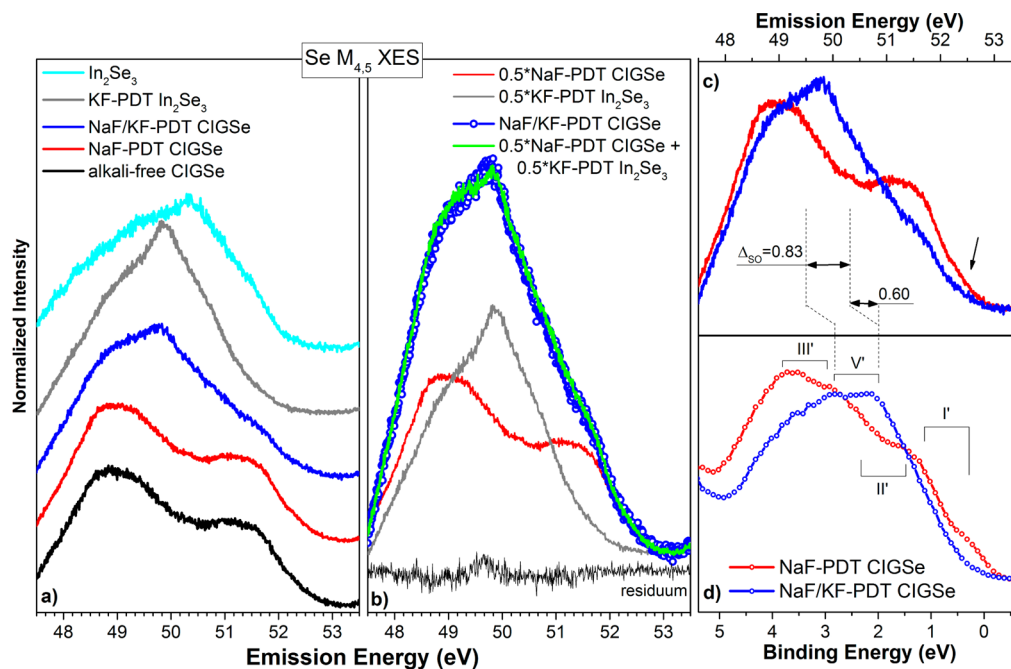 Se M4,5 XES
In2Se3
KF-PDT In2Se3
NaF/KF-PDT CIGSe
NaF-PDT CIGSe
alkali-free CIGSe
Normalized Intensity
a)
48 49 50 51 52 53
0.5*NaF-PDT CIGSe
0.5*KF-PDT In2Se3
NaF/KF-PDT CIGSe
0.5*NaF-PDT CIGSe +
0.5*KF-PDT In2Se3
residuum
b)
48 49 50 51 52 53
Emission Energy (eV)
Emission Energy (eV)
48 49 50 51 52 53
c)
ΔSO=0.83
0.60
III'
V'
I'
II'
NaF-PDT CIGSe
NaF/KF-PDT CIGSe
d)
5 4 3 2 1 0
Binding Energy (eV)